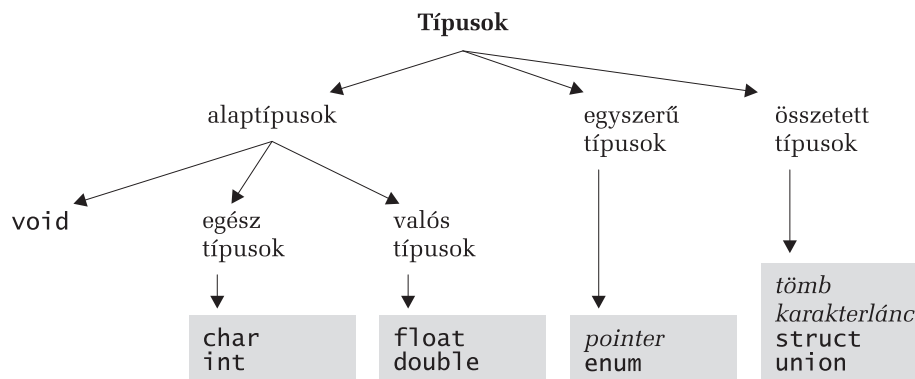 Típusok
alaptípusok
egyszerű
típusok
összetett
típusok
void
egész
típusok
valós
típusok
char
int
float
double
pointer
enum
tömb
karakterlánc
struct
union